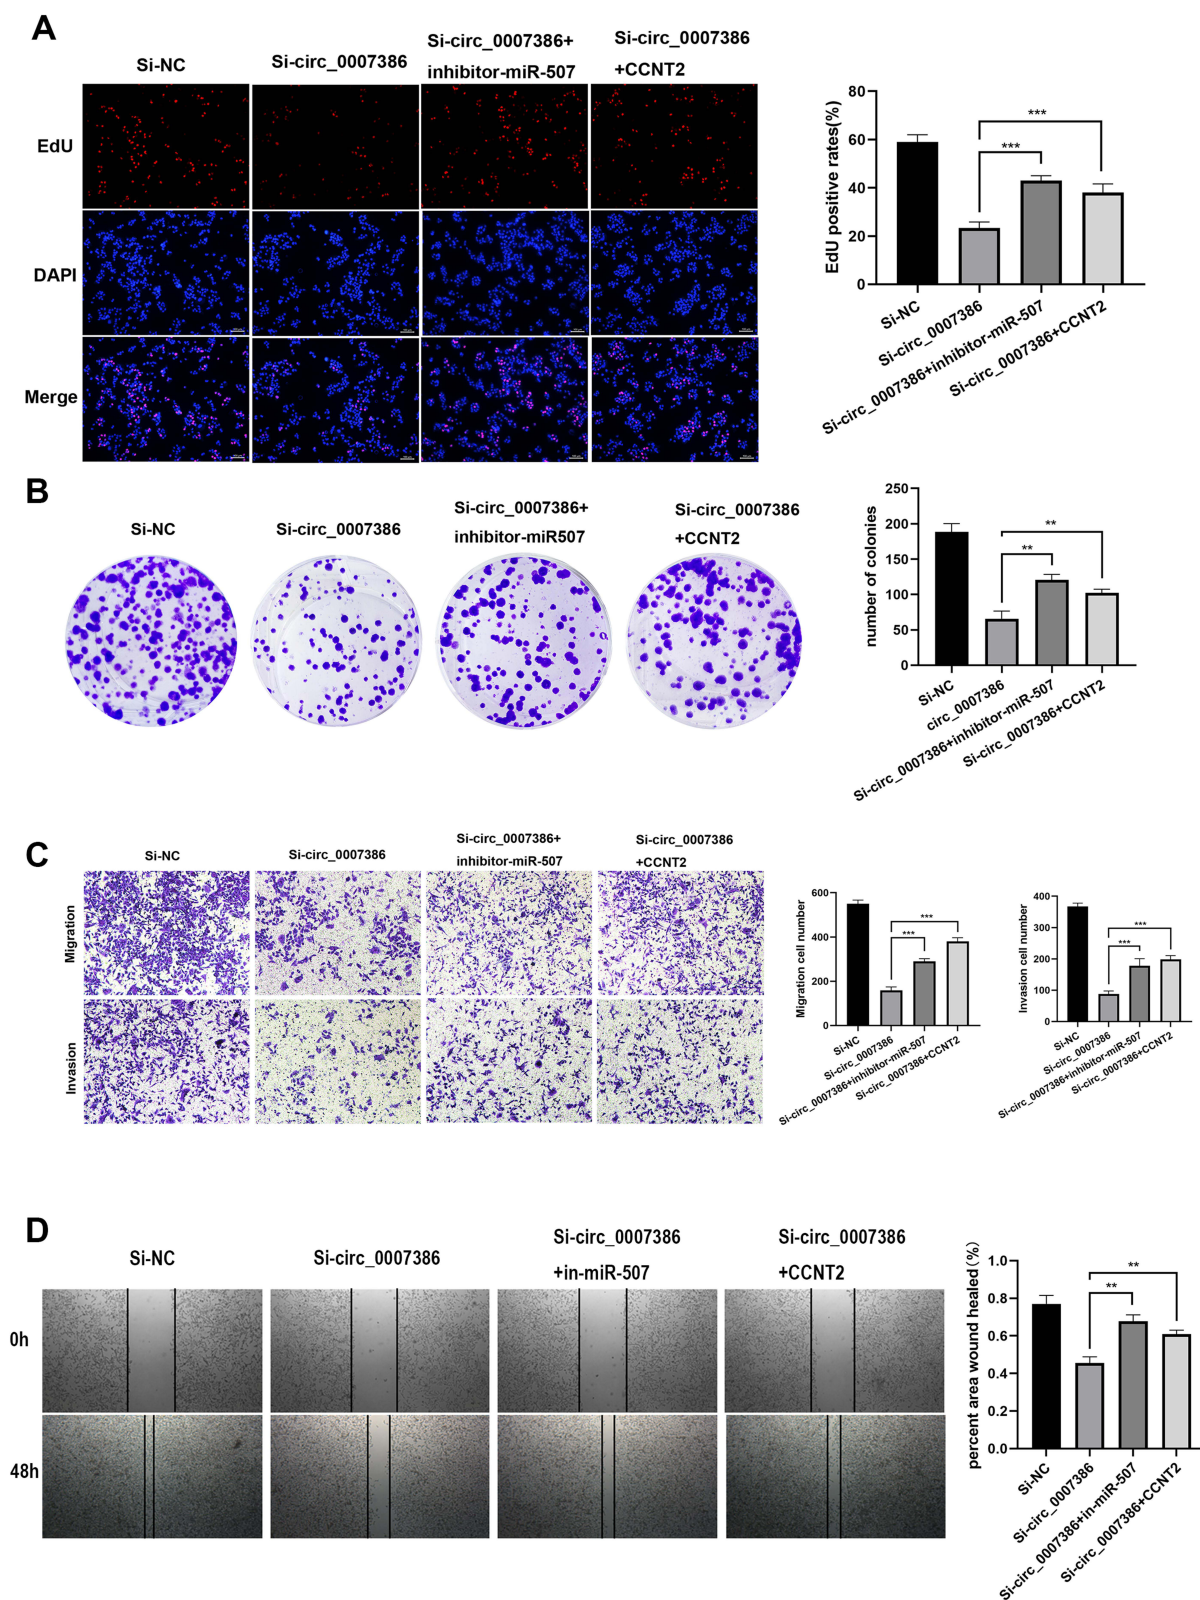 A
Si-NC
Si-circ_0007386
Si-circ_0007386+
inhibitor-miR-507
Si-circ_0007386
+CCNT2
EdU
DAPI
Merge
EdU positive rates(%)
80
60
40
20
0
***
***
Si-NC
Si-circ_0007386
Si-circ_0007386+inhibitor-miR-507
Si-circ_0007386+CCNT2
B
Si-NC
Si-circ_0007386
Si-circ_0007386+
inhibitor-miR507
Si-circ_0007386
+CCNT2
number of colonies
250
200
150
100
50
0
**
**
Si-NC
circ_0007386
Si-circ_0007386+inhibitor-miR-507
Si-circ_0007386+CCNT2
C
Si-NC
Si-circ_0007386
Si-circ_0007386+
inhibitor-miR-507
Si-circ_0007386
+CCNT2
Migration
Invasion
Migration cell number
600
400
200
0
***
***
Si-NC
Si-circ_0007386
Si-circ_0007386+inhibitor-miR-507
Si-circ_0007386+CCNT2
Invasion cell number
400
300
200
100
0
***
***
Si-NC
Si-circ_0007386
Si-circ_0007386+inhibitor-miR-507
Si-circ_0007386+CCNT2
D
Si-NC
Si-circ_0007386
Si-circ_0007386
+in-miR-507
Si-circ_0007386
+CCNT2
0h
48h
percent area wound healed(%)
1.0
0.8
0.6
0.4
0.2
0.0
**
**
Si-NC
Si-circ_0007386
Si-circ_0007386+in-miR-507
Si-circ_0007386+CCNT2